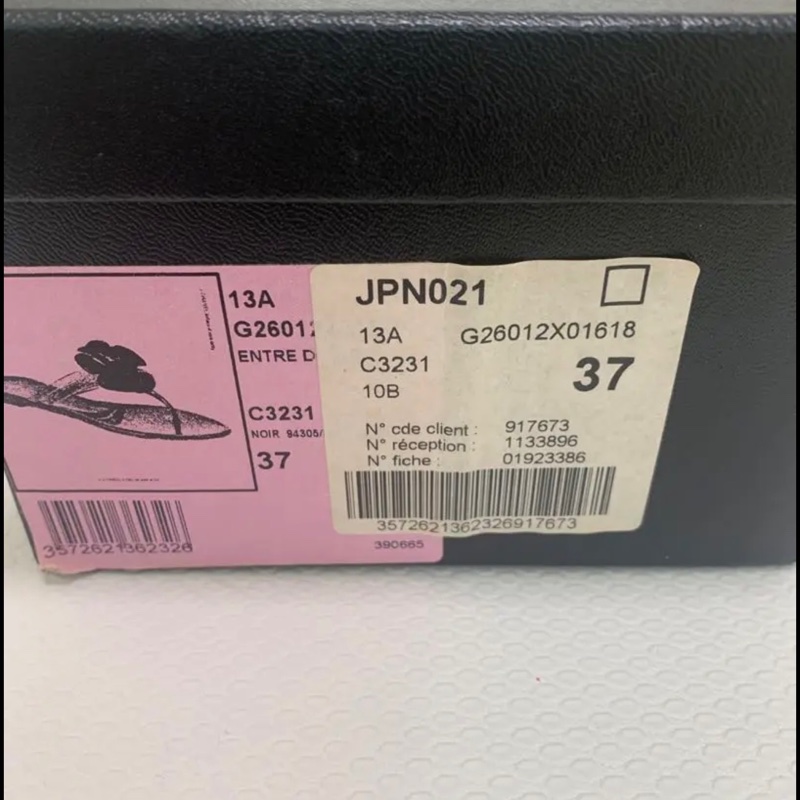 13A
G26012
ENTRE D
C3231
NOIR 94305/
37
3572621362326
390665
JPN021
13A G26012X01618
C3231 37
10B
N° cde client : 917673
N° réception : 1133896
N° fiche : 01923386
3572621362326917673